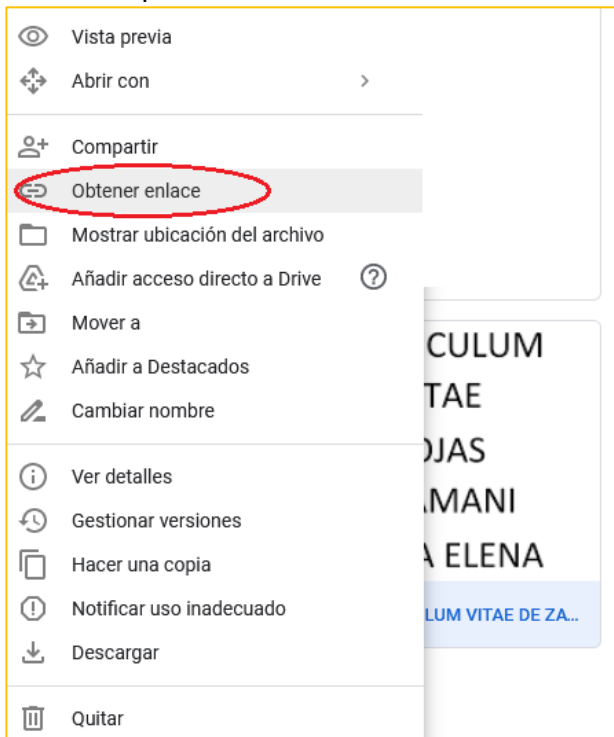 Vista previa
Abrir con
Compartir
Obtener enlace
Mostrar ubicación del archivo
Añadir acceso directo a Drive
Mover a
Añadir a Destacados
Cambiar nombre
Ver detalles
Gestionar versiones
Hacer una copia
Notificar uso inadecuado
Descargar
Quitar
CULUM
TAE
OJAS
AMANI
A ELENA
LUM VITAE DE ZA...